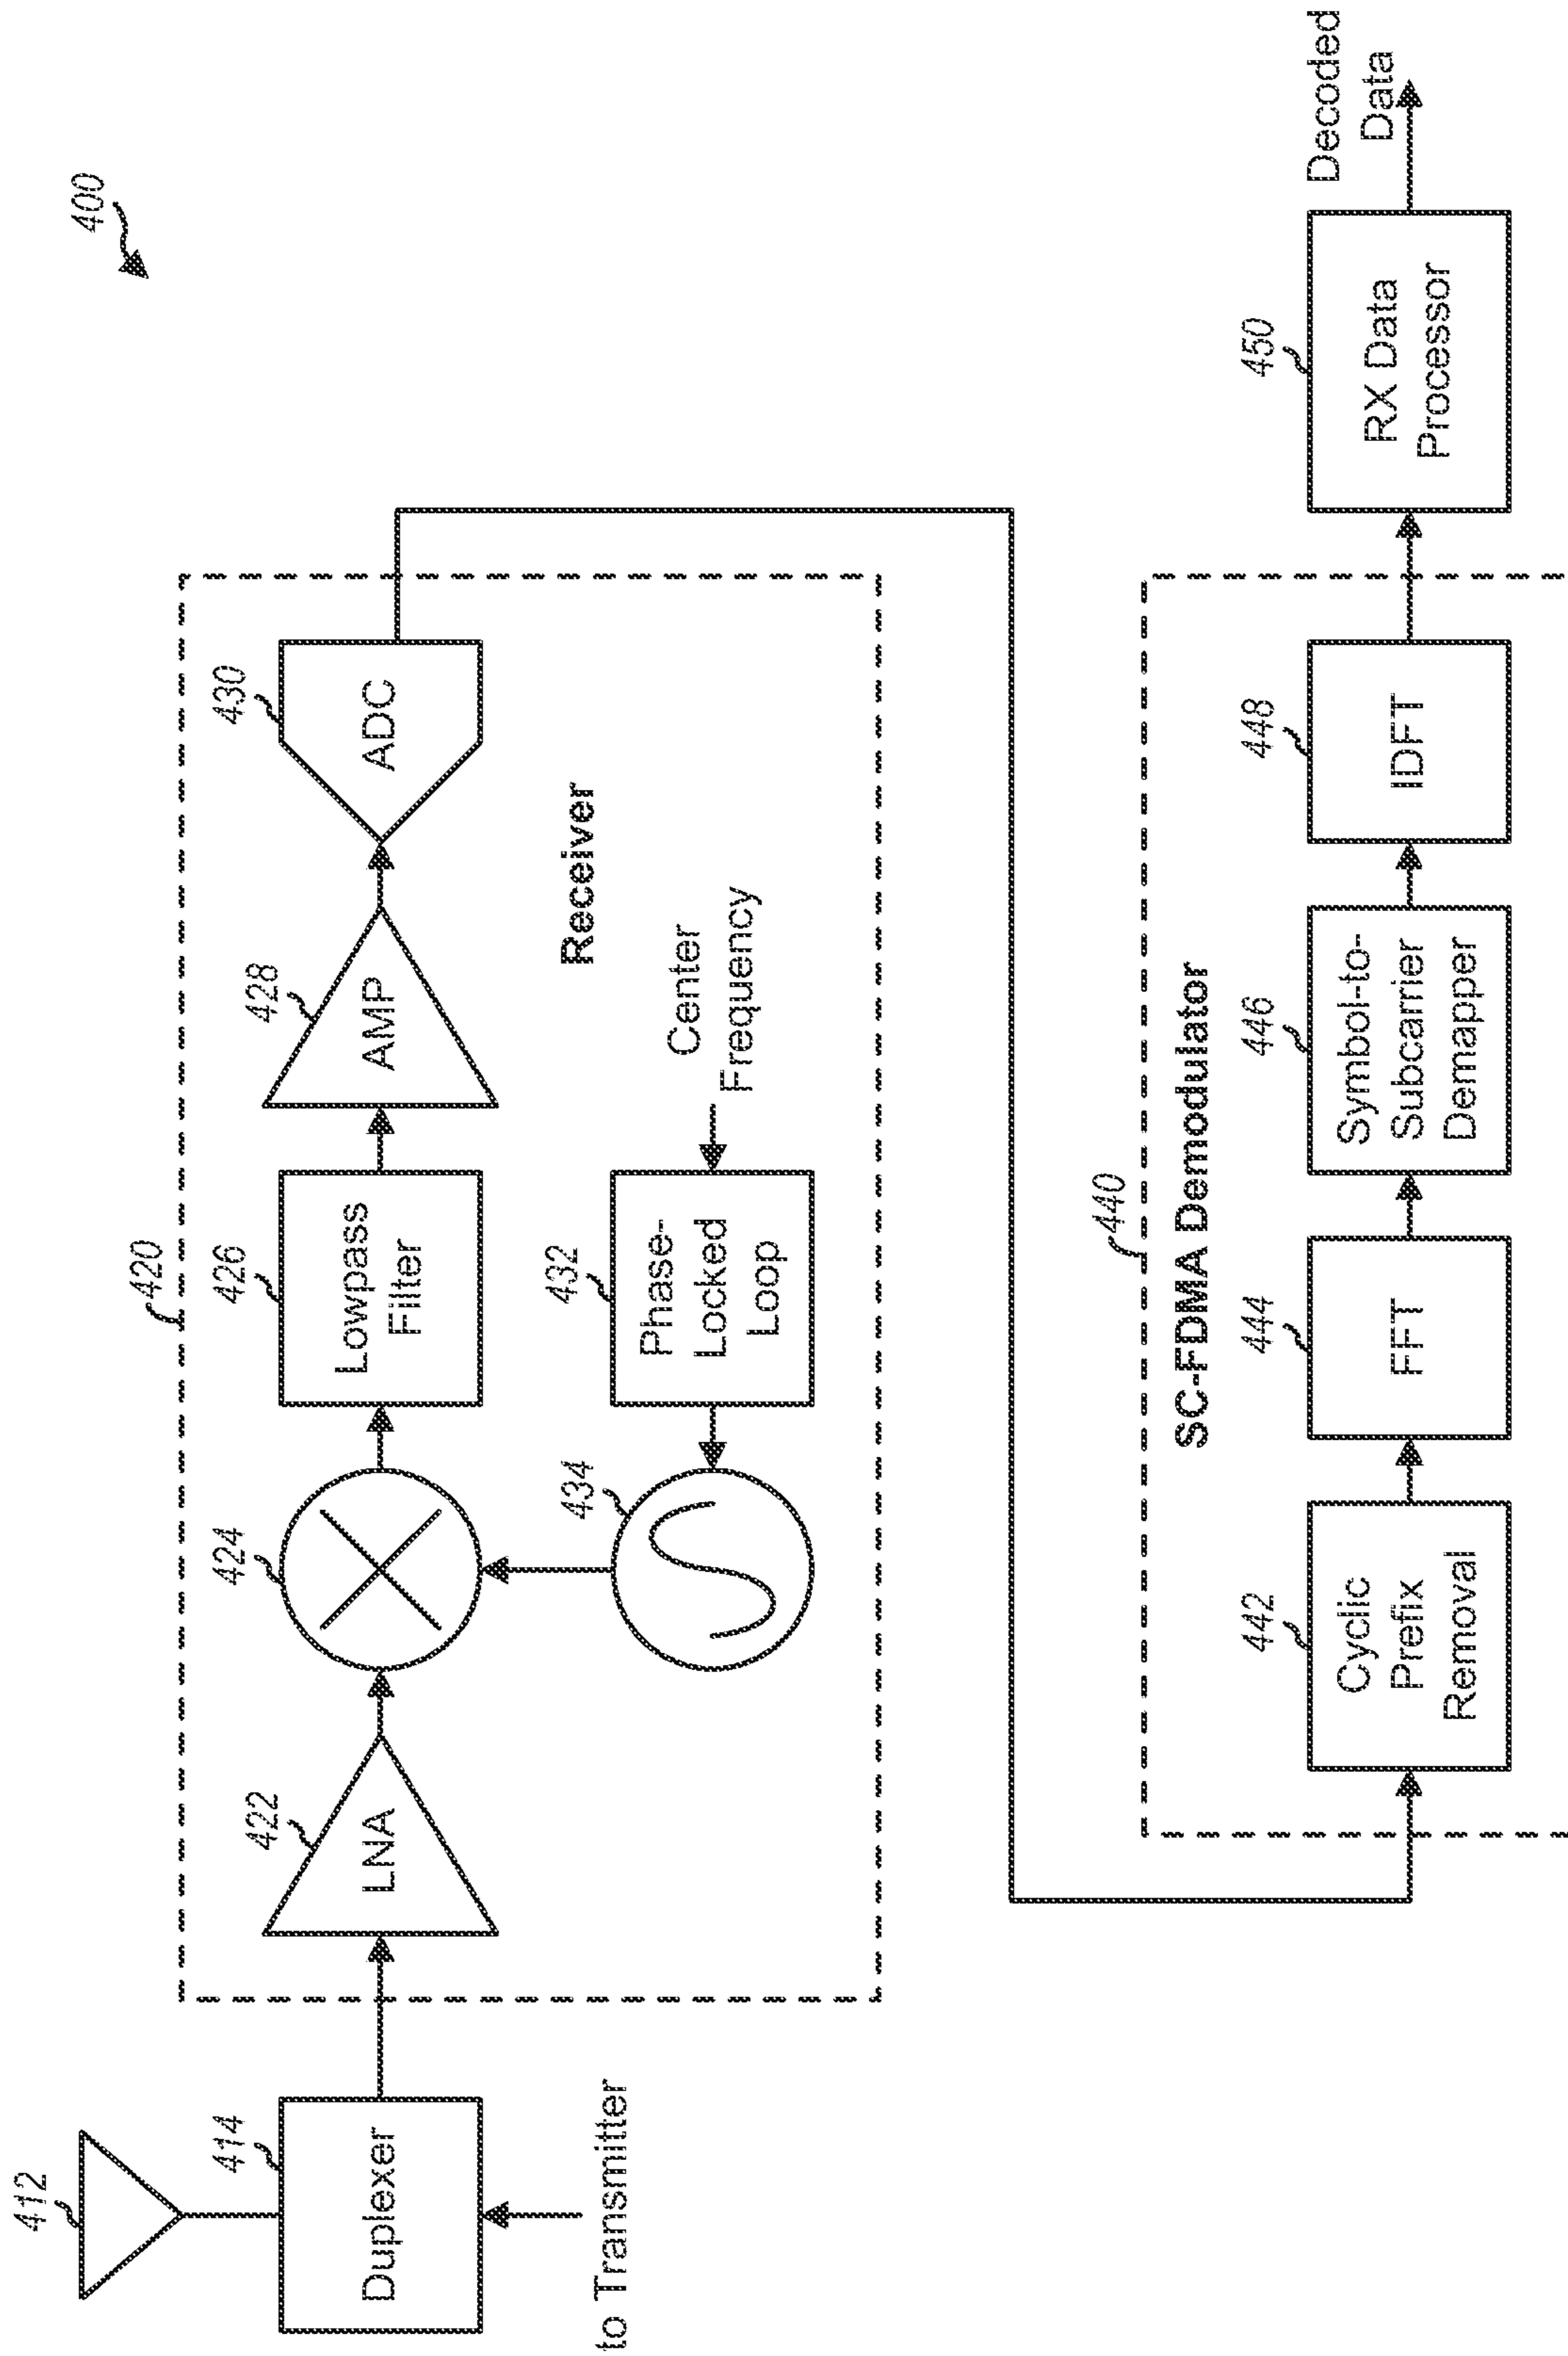 400
412
414
Duplexer
to Transmitter
420
422
LNA
424
426
Lowpass
Filter
428
AMP
430
ADC
Receiver
434
432
Phase-
Locked
Loop
Center
Frequency
440
SC-FDMA Demodulator
442
Cyclic
Prefix
Removal
444
FFT
446
Symbol-to-
Subcarrier
Demapper
448
IDFT
450
RX Data
Processor
Decoded
Data